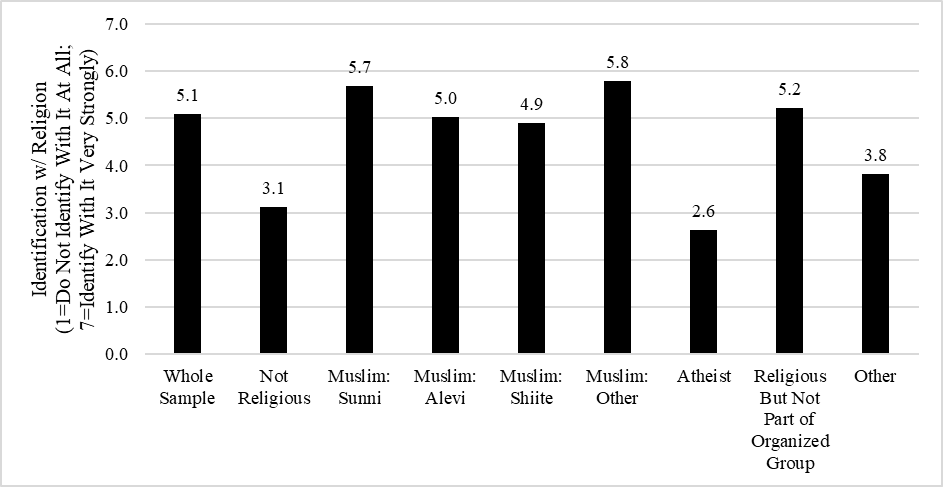 Identification w/ Religion
(1=Do Not Identify With It At All;
7=Identify With It Very Strongly)
7.0
6.0
5.0
4.0
3.0
2.0
1.0
0.0
5.1
3.1
5.7
5.0
4.9
5.8
2.6
5.2
3.8
Whole
Sample
Not
Religious
Muslim:
Sunni
Muslim:
Alevi
Muslim:
Shiite
Muslim:
Other
Atheist
Religious
But Not
Part of
Organized
Group
Other